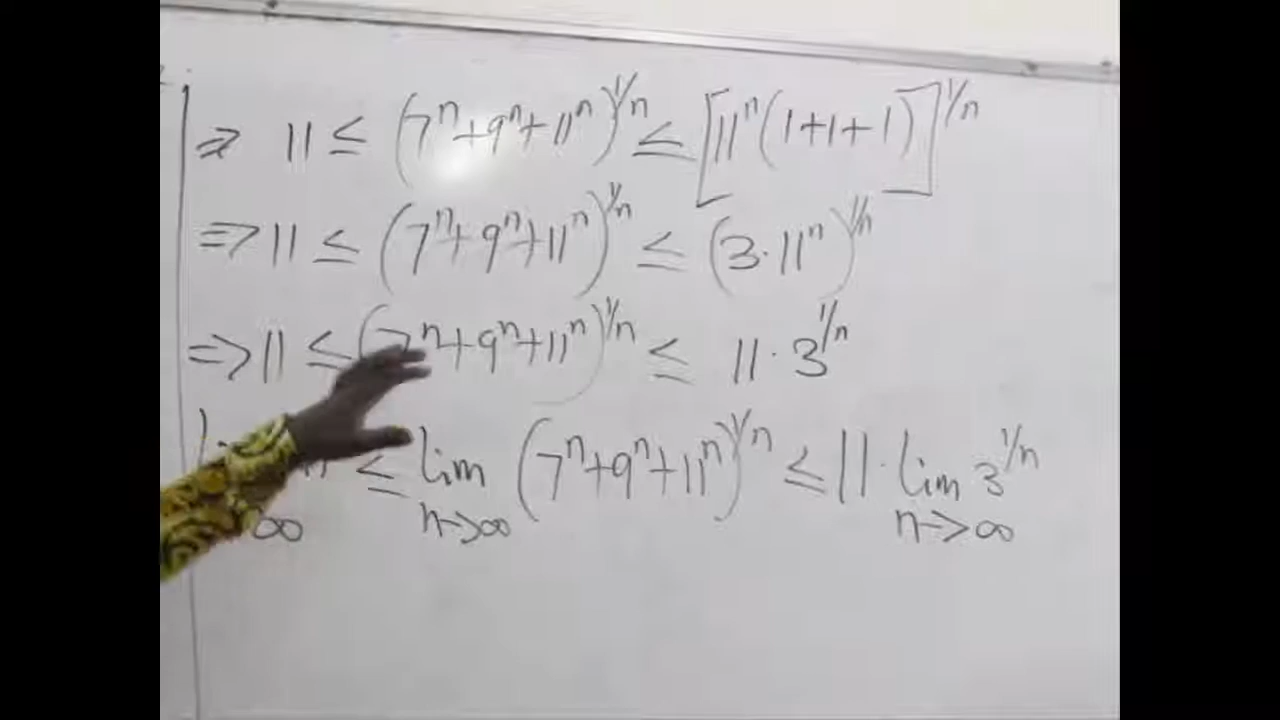 ⇒ 11 ≤ (7ⁿ+9ⁿ+11ⁿ)^1/n ≤ [11ⁿ(1+1+1)]^1/n
⇒ 11 ≤ (7ⁿ+9ⁿ+11ⁿ)^1/n ≤ (3·11ⁿ)^1/n
⇒ 11 ≤ (7ⁿ+9ⁿ+11ⁿ)^1/n ≤ 11·3^1/n
≤ lim n→∞ (7ⁿ+9ⁿ+11ⁿ)^1/n ≤ 11·lim n→∞ 3^1/n